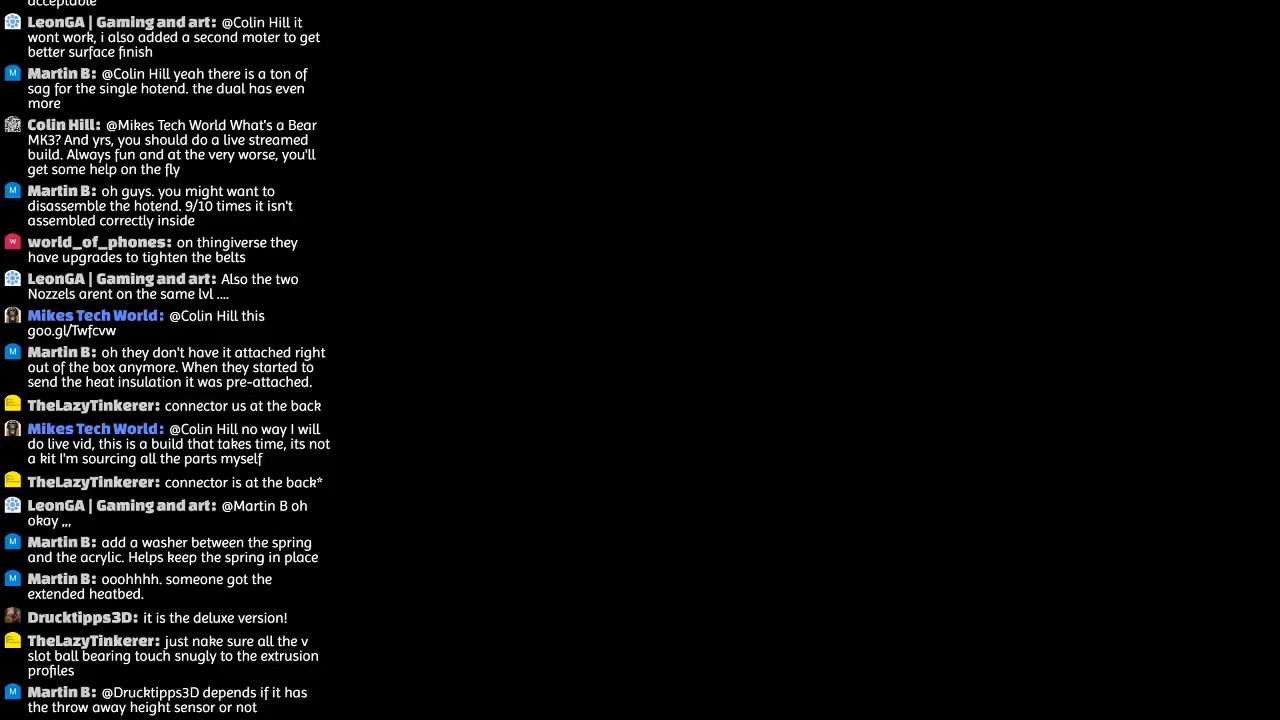 acceptable
LeonGA | Gaming and art: @Colin Hill it
wont work, i also added a second moter to get
better surface finish
M Martin B: @Colin Hill yeah there is a ton of
sag for the single hotend. the dual has even
more
Colin Hill: @Mikes Tech World What's a Bear
MK3? And yrs, you should do a live streamed
build. Always fun and at the very worse, you'll
get some help on the fly
M Martin B: oh guys. you might want to
disassemble the hotend. 9/10 times it isn't
assembled correctly inside
W world_of_phones: on thingiverse they
have upgrades to tighten the belts
LeonGA | Gaming and art: Also the two
Nozzels arent on the same lvl ....
Mikes Tech World: @Colin Hill this
goo.gl/Twfcvw
M Martin B: oh they don't have it attached right
out of the box anymore. When they started to
send the heat insulation it was pre-attached.
TheLazyTinkerer: connector us at the back
Mikes Tech World: @Colin Hill no way I will
do live vid, this is a build that takes time, its not
a kit I'm sourcing all the parts myself
TheLazyTinkerer: connector is at the back*
LeonGA | Gaming and art: @Martin B oh
okay ,,,
M Martin B: add a washer between the spring
and the acrylic. Helps keep the spring in place
M Martin B: ooohhhh. someone got the
extended heatbed.
Drucktipps3D: it is the deluxe version!
TheLazyTinkerer: just nake sure all the v
slot ball bearing touch snugly to the extrusion
profiles
M Martin B: @Drucktipps3D depends if it has
the throw away height sensor or not